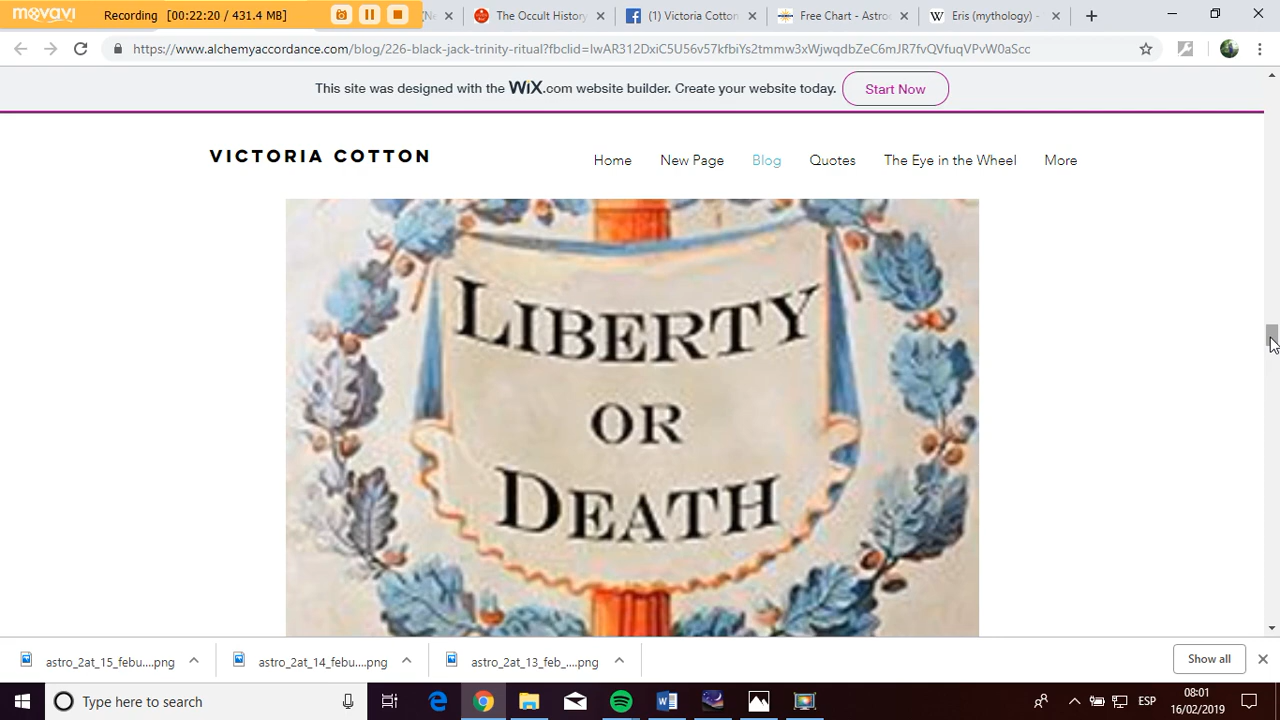 movavi Recording [00:22:20 / 431.4 MB]
The Occult History
(1) Victoria Cotton
Free Chart - Astro
Eris (mythology) -
https://www.alchemyaccordance.com/blog/226-black-jack-trinity-ritual?fbclid=IwAR312DxiC5U56v57kfbiYs2tmmw3xWjwqdbZeC6mJR7fvQVfuqVPvW0aScc
This site was designed with the WiX.com website builder. Create your website today. Start Now
VICTORIA COTTON
Home New Page Blog Quotes The Eye in the Wheel More
LIBERTY
OR
DEATH
astro_2at_15_febu....png astro_2at_14_febu....png astro_2at_13_feb_....png Show all
Type here to search
ESP
08:01
16/02/2019